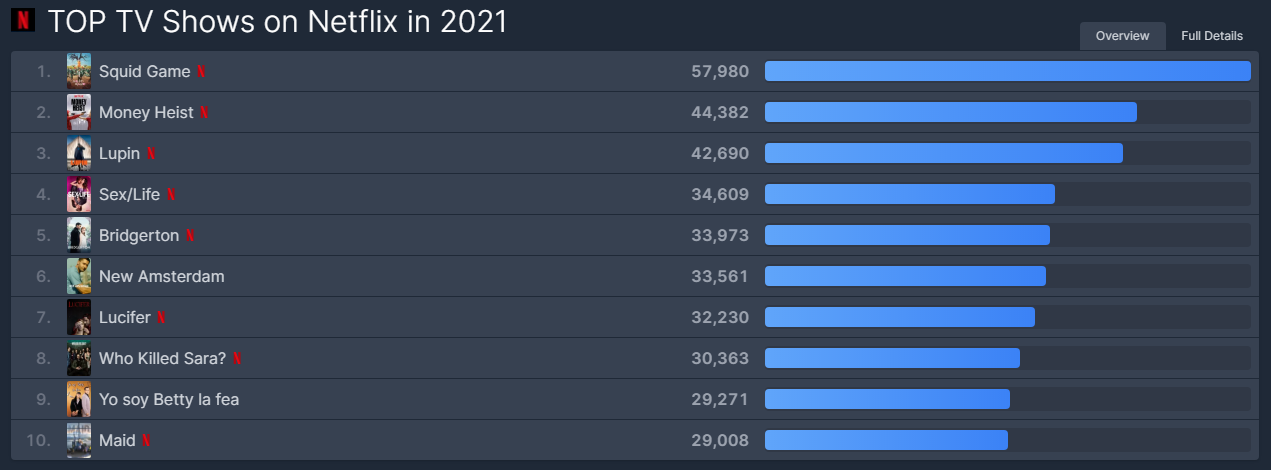 TOP TV Shows on Netflix in 2021
Overview Full Details
1. Squid Game 57,980
2. Money Heist 44,382
3. Lupin 42,690
4. Sex/Life 34,609
5. Bridgerton 33,973
6. New Amsterdam 33,561
7. Lucifer 32,230
8. Who Killed Sara? 30,363
9. Yo soy Betty la fea 29,271
10. Maid 29,008